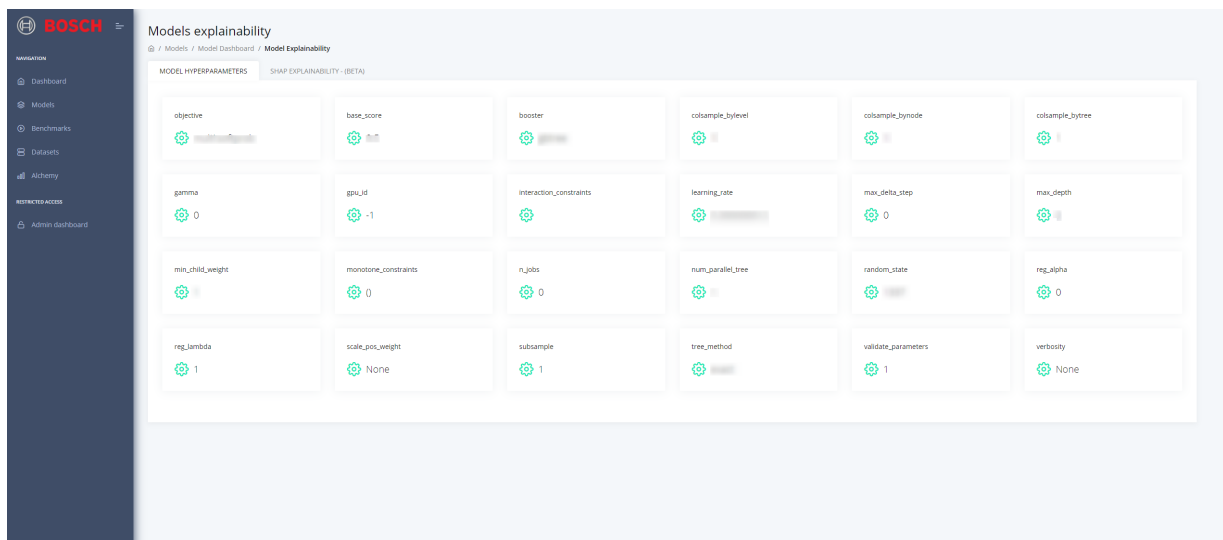 BOSCH
Models explainability
/ Models / Model Dashboard / Model Explainability
NAVIGATION
Dashboard
Models
Benchmarks
Datasets
Alchemy
RESTRICTED ACCESS
Admin dashboard
MODEL HYPERPARAMETERS SHAP EXPLAINABILITY - (BETA)
objective base_score booster colsample_bylevel colsample_bynode colsample_bytree
gamma gpu_id interaction_constraints learning_rate max_delta_step max_depth
0 -1 0
min_child_weight monotone_constraints n_jobs num_parallel_tree random_state reg_alpha
() 0 0
reg_lambda scale_pos_weight subsample tree_method validate_parameters verbosity
1 None 1 1 None